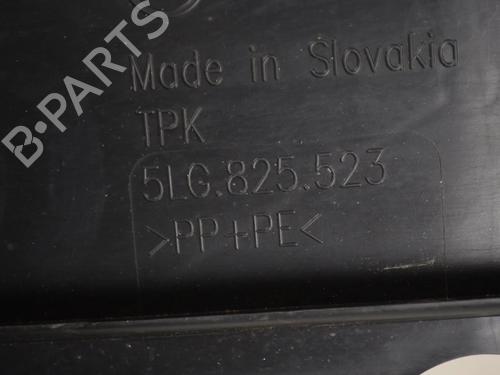 B-PARTS
Made in Slovakia
TPK
5LG.825.523
>PP+PE<